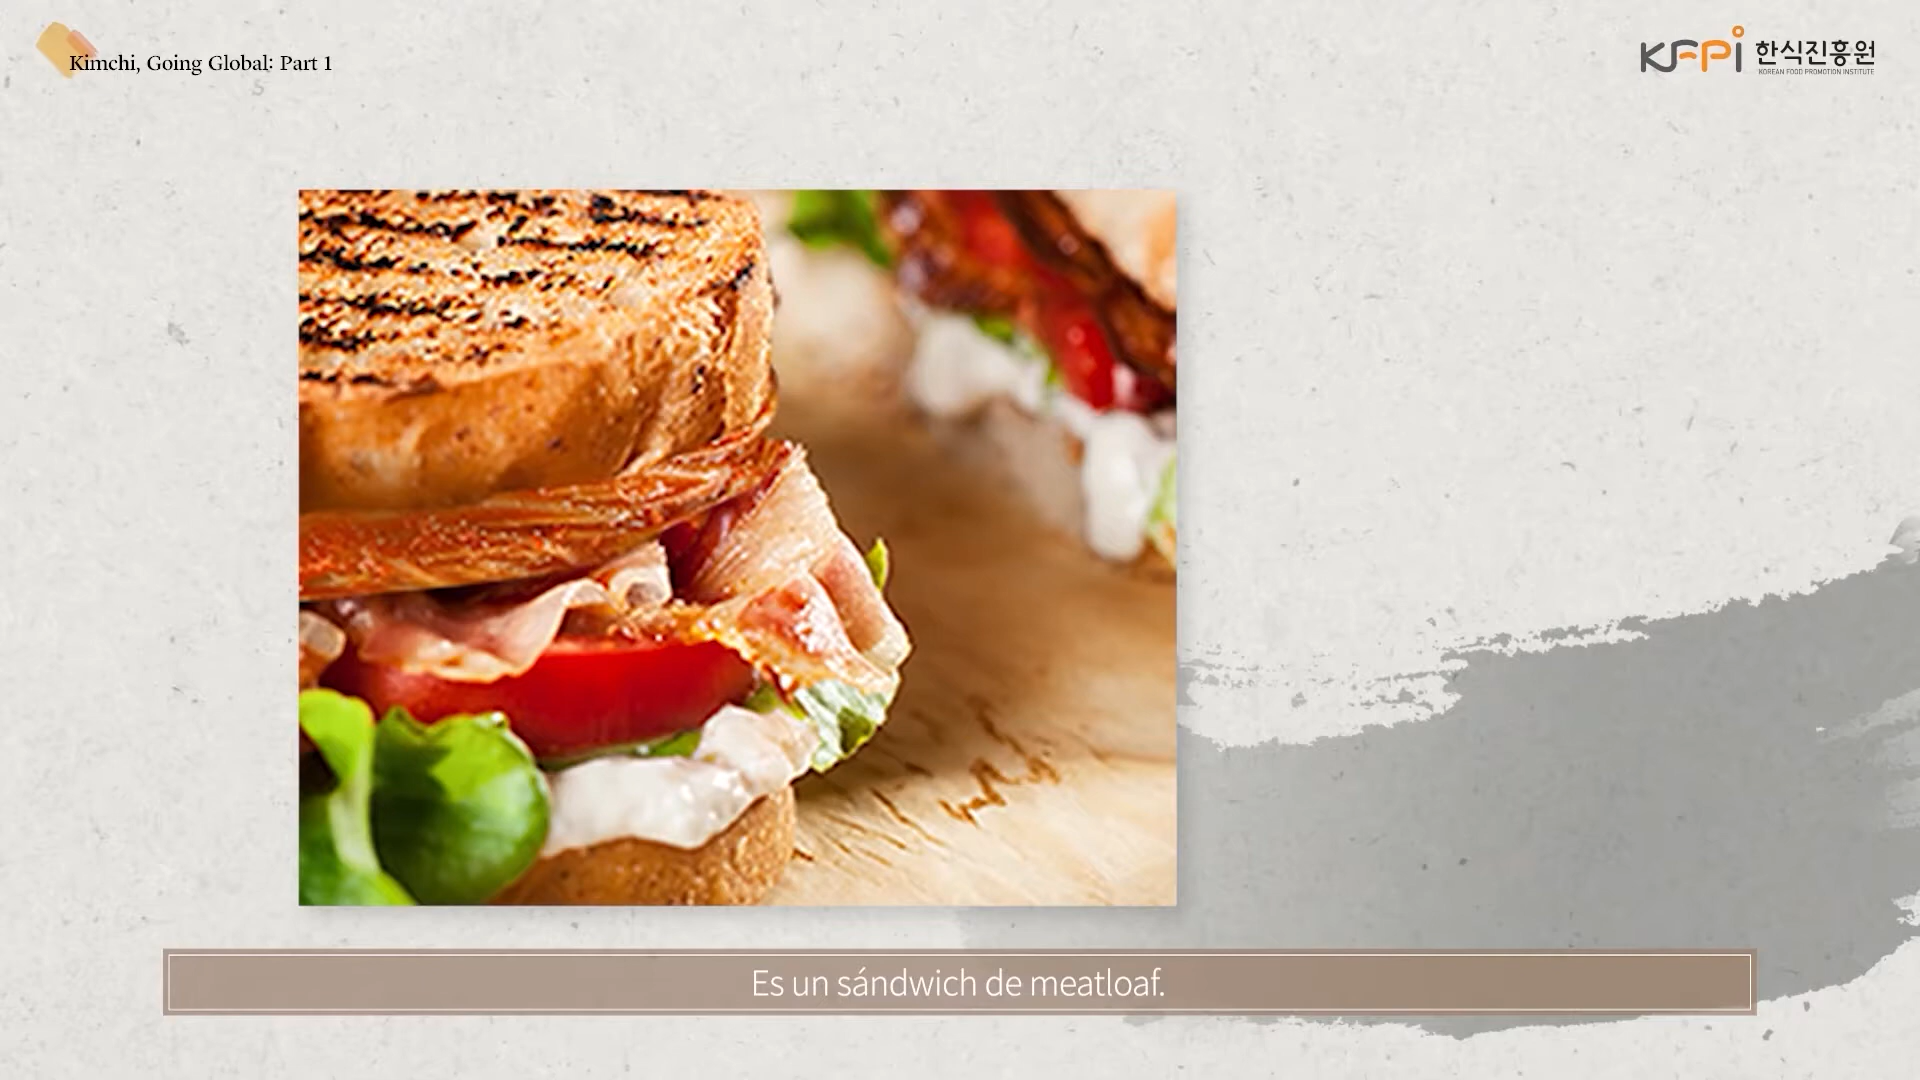 Kimchi, Going Global: Part 1
KFPi 한식진흥원
KOREAN FOOD PROMOTION INSTITUTE
Es un sándwich de meatloaf.